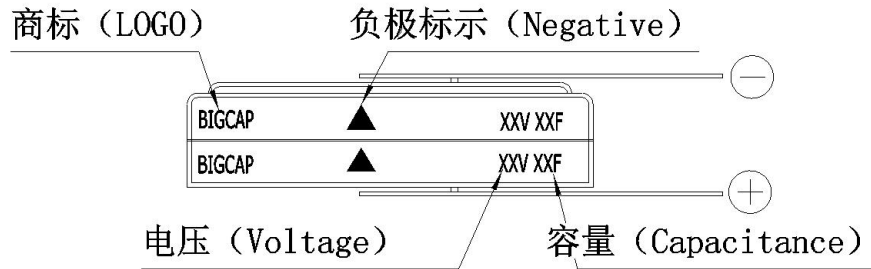 商标（LOGO） 负极标示（Negative）
−
BIGCAP ▲ XXV XXF
BIGCAP ▲ XXV XXF
+
电压（Voltage） 容量（Capacitance）